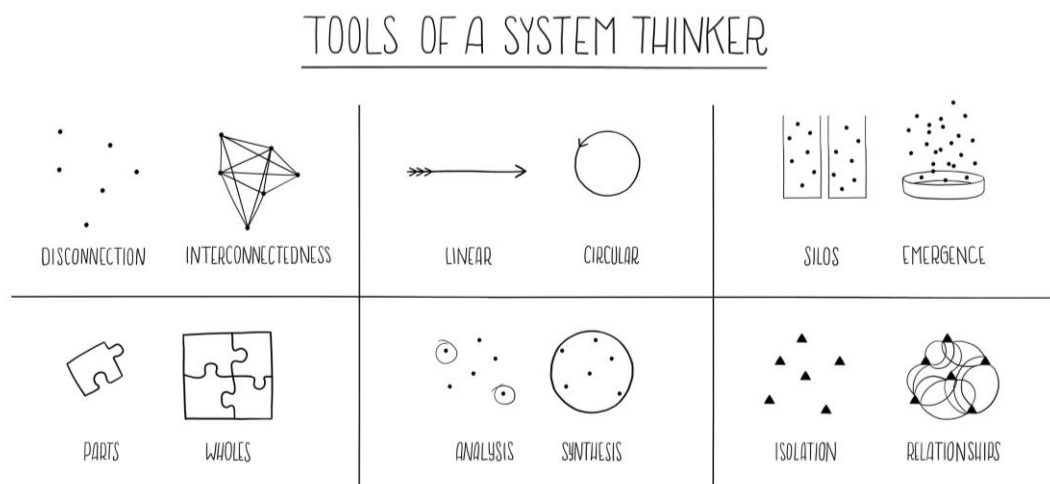 TOOLS OF A SYSTEM THINKER
DISCONNECTION INTERCONNECTEDNESS
LINEAR CIRCULAR
SILOS EMERGENCE
PARTS WHOLES
ANALYSIS SYNTHESIS
ISOLATION RELATIONSHIPS